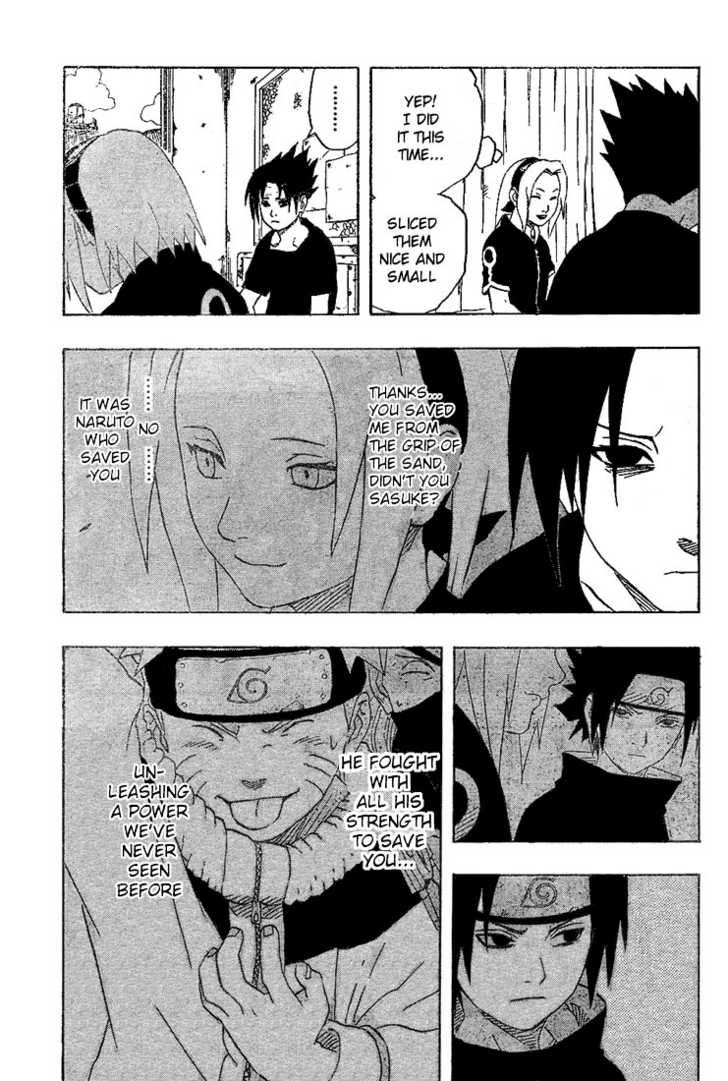 YEP!
I DID
IT THIS
TIME...
SLICED
THEM
NICE AND
SMALL
.........
THANKS...
YOU SAVED
ME FROM
THE GRIP OF
THE SAND,
DIDN'T YOU
SASUKE?
......
NO
......
IT WAS
NARUTO
WHO
SAVED
YOU
HE FOUGHT
WITH
ALL HIS
STRENGTH
TO SAVE
YOU...
UN-
LEASHING
A POWER
WE'VE
NEVER
SEEN
BEFORE